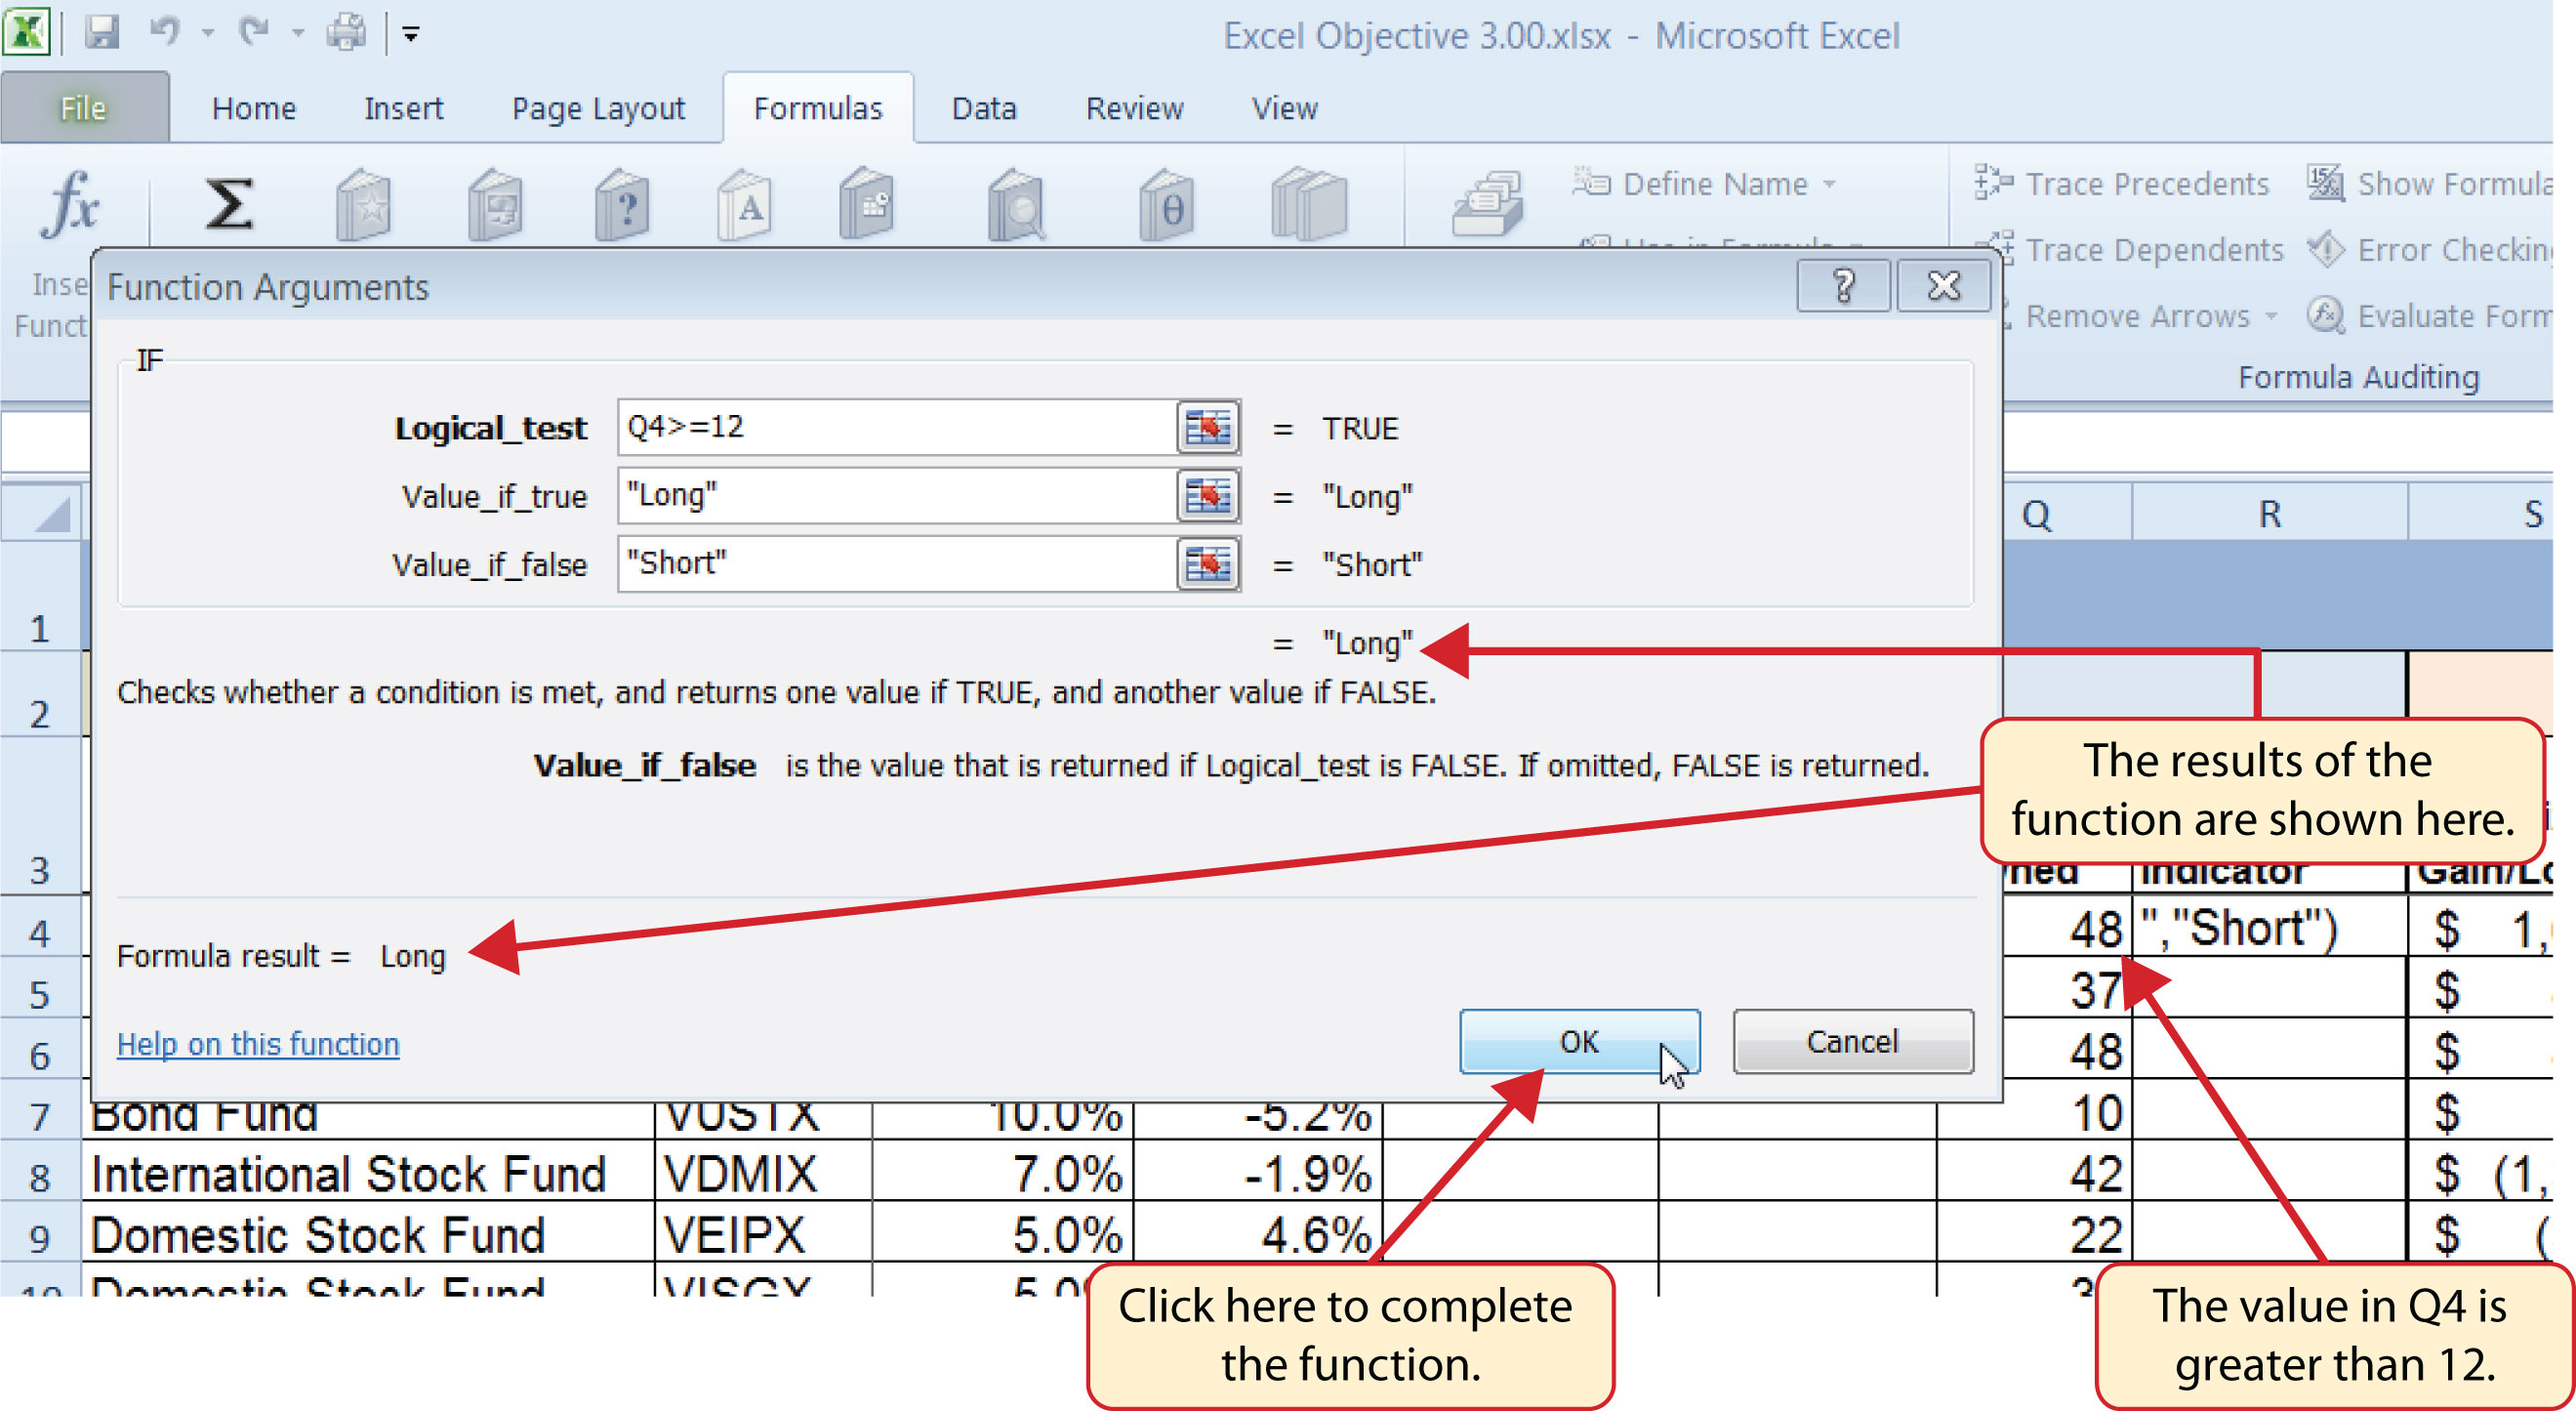 Excel Objective 3.00.xlsx - Microsoft Excel
File Home Insert Page Layout Formulas Data Review View
fx Σ ? A θ
Define Name
Trace Precedents
Show Formula
Trace Dependents
Error Checking
Remove Arrows
Evaluate Form
Formula Auditing
Inse
Funct
Function Arguments
IF
Logical_test Q4>=12 = TRUE
Value_if_true "Long" = "Long"
Value_if_false "Short" = "Short"
= "Long"
Checks whether a condition is met, and returns one value if TRUE, and another value if FALSE.
Value_if_false is the value that is returned if Logical_test is FALSE. If omitted, FALSE is returned.
Formula result = Long
Help on this function
OK Cancel
Q R S
1
2
The results of the
function are shown here.
3 Indicator
4 48 ","Short") $ 1,
5 37 $
6 48 $
7 Bond Fund VUSTX 10.0% -5.2% 10 $
8 International Stock Fund VDMIX 7.0% -1.9% 42 $ (1,
9 Domestic Stock Fund VEIPX 5.0% 4.6% 22 $ (
10 Domestic Stock Fund
Click here to complete
the function.
The value in Q4 is
greater than 12.